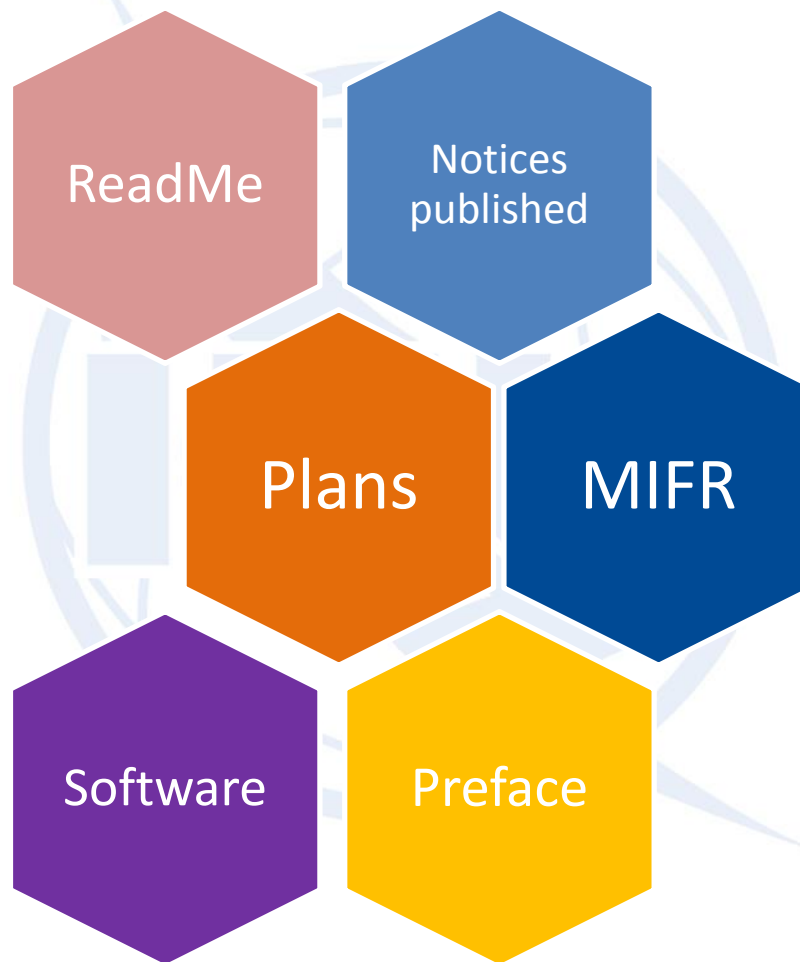 ReadMe
Notices
published
Plans
MIFR
Software
Preface